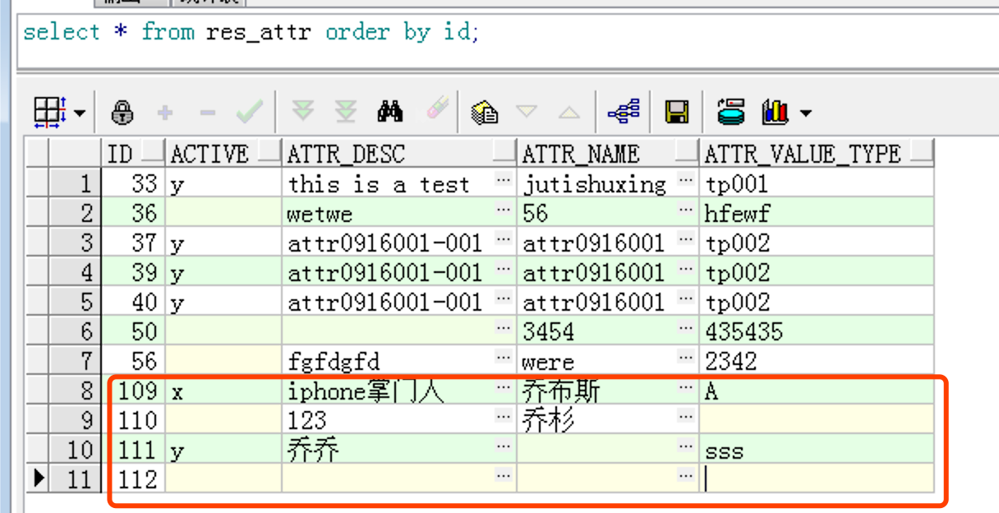 select * from res_attr order by id;
ID ACTIVE ATTR_DESC ATTR_NAME ATTR_VALUE_TYPE
1 33 y this is a test ... jutishuxing ... tp001
2 36 wetwe ... 56 ... hfewf
3 37 y attr0916001-001 ... attr0916001 ... tp002
4 39 y attr0916001-001 ... attr0916001 ... tp002
5 40 y attr0916001-001 ... attr0916001 ... tp002
6 50 ... 3454 ... 435435
7 56 fgfdgfd ... were ... 2342
8 109 x iphone掌门人 ... 乔布斯 ... A
9 110 123 ... 乔杉 ...
10 111 y 乔乔 ... ... sss
11 112 ... ...